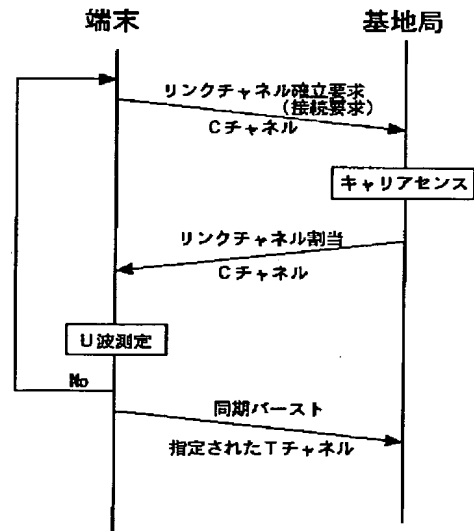 端末
基地局
リンクチャネル確立要求
(接続要求)
Cチャネル
キャリアセンス
リンクチャネル割当
Cチャネル
U波測定
No
同期バースト
指定されたTチャネル